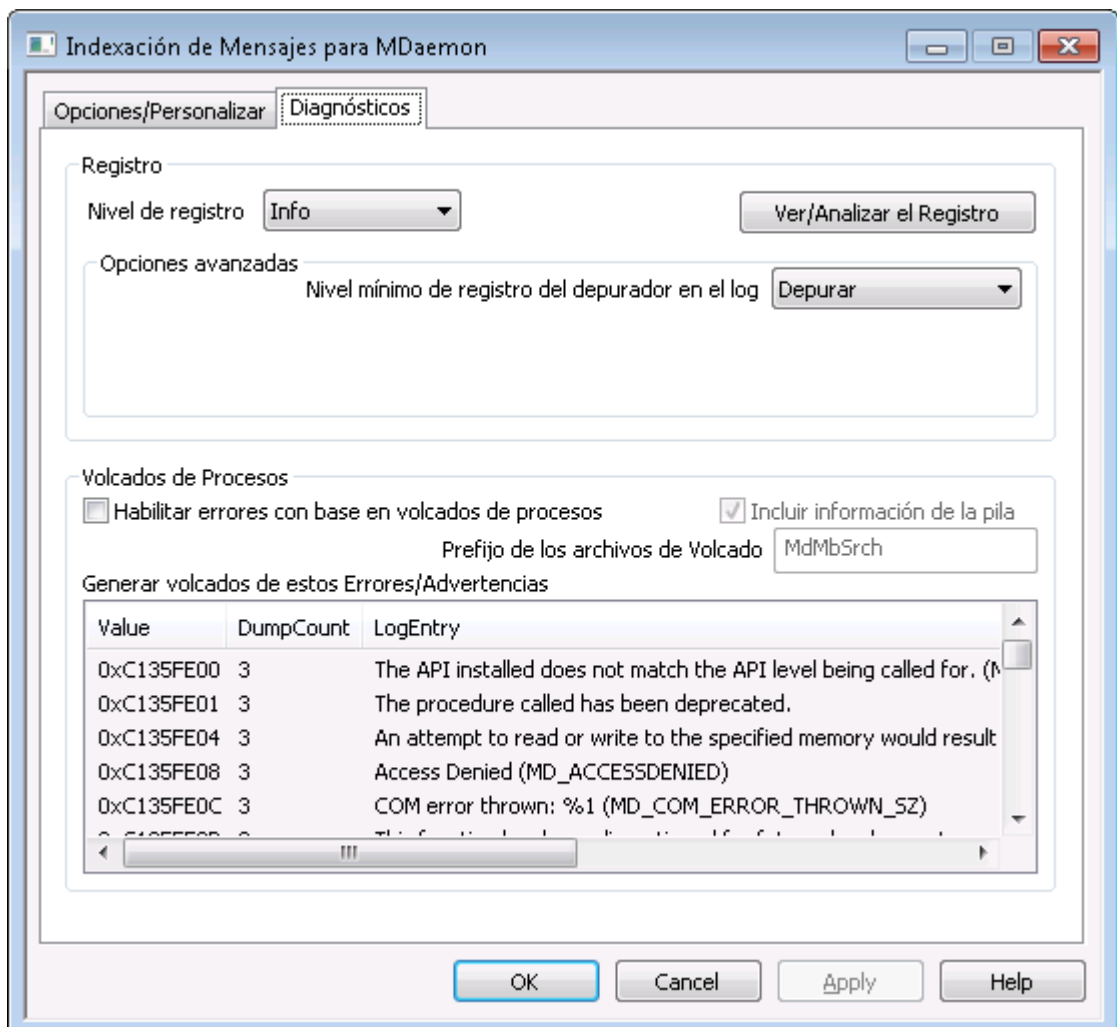 Indexación de Mensajes para MDaemon
Opciones/Personalizar Diagnósticos
Registro
Nivel de registro Info Ver/Analizar el Registro
Opciones avanzadas
Nivel mínimo de registro del depurador en el log Depurar
Volcados de Procesos
Habilitar errores con base en volcados de procesos Incluir información de la pila
Prefijo de los archivos de Volcado MdMbSrch
Generar volcados de estos Errores/Advertencias
Value DumpCount LogEntry
0xC135FE00 3 The API installed does not match the API level being called for.
0xC135FE01 3 The procedure called has been deprecated.
0xC135FE04 3 An attempt to read or write to the specified memory would result
0xC135FE08 3 Access Denied (MD_ACCESSDENIED)
0xC135FE0C 3 COM error thrown: %1 (MD_COM_ERROR_THROWN_SZ)
OK Cancel Apply Help